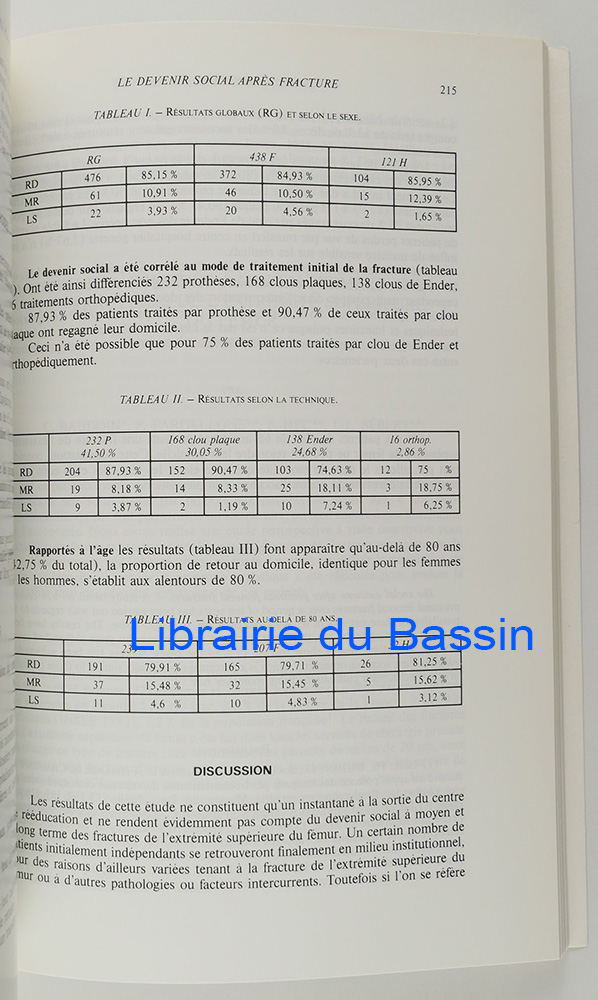 LE DEVENIR SOCIAL APRÈS FRACTURE 215
TABLEAU I. — RÉSULTATS GLOBAUX (RG) ET SELON LE SEXE.
RG 438 F 121 H
RD 476 85,15 % 372 84,93 % 104 85,95 %
MR 61 10,91 % 46 10,50 % 15 12,39 %
LS 22 3,93 % 20 4,56 % 2 1,65 %
Le devenir social a été corrélé au mode de traitement initial de la fracture (tableau
). Ont été ainsi différenciés 232 prothèses, 168 clous plaques, 138 clous de Ender,
6 traitements orthopédiques.
87,93 % des patients traités par prothèse et 90,47 % de ceux traités par clou
laque ont regagné leur domicile.
Ceci n'a été possible que pour 75 % des patients traités par clou de Ender et
rthopédiquement.
TABLEAU II. — RÉSULTATS SELON LA TECHNIQUE.
232 P 168 clou plaque 138 Ender 16 orthop.
41,50 % 30,05 % 24,68 % 2,86 %
RD 204 87,93 % 152 90,47 % 103 74,63 % 12 75 %
MR 19 8,18 % 14 8,33 % 25 18,11 % 3 18,75 %
LS 9 3,87 % 2 1,19 % 10 7,24 % 1 6,25 %
Rapportés à l'âge les résultats (tableau III) font apparaître qu'au-delà de 80 ans
42,75 % du total), la proportion de retour au domicile, identique pour les femmes
les hommes, s'établit aux alentours de 80 %.
TABLEAU III. — RÉSULTATS AU-DELÀ DE 80 ANS.
Librairie du Bassin
207 F
RD 191 79,91 % 165 79,71 % 26 81,25 %
MR 37 15,48 % 32 15,45 % 5 15,62 %
LS 11 4,6 % 10 4,83 % 1 3,12 %
DISCUSSION
Les résultats de cette étude ne constituent qu'un instantané à la sortie du centre
rééducation et ne rendent évidemment pas compte du devenir social à moyen et
long terme des fractures de l'extrémité supérieure du fémur. Un certain nombre de
tients initialement indépendants se retrouveront finalement en milieu institutionnel,
ur des raisons d'ailleurs variées tenant à la fracture de l'extrémité supérieure du
mur ou à d'autres pathologies ou facteurs intercurrents. Toutefois si l'on se réfère